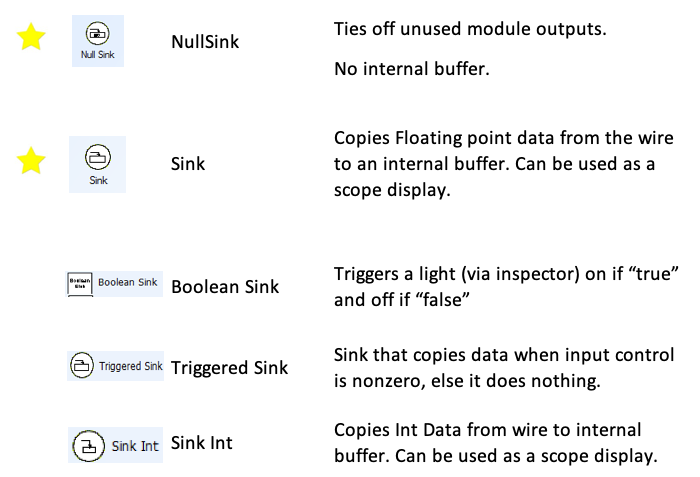 Null Sink
NullSink
Ties off unused module outputs.
No internal buffer.
Sink
Sink
Copies Floating point data from the wire
to an internal buffer. Can be used as a
scope display.
Boolean Sink
Boolean Sink
Boolean Sink
Triggers a light (via inspector) on if “true”
and off if “false”
Triggered Sink
Triggered Sink
Sink that copies data when input control
is nonzero, else it does nothing.
Sink Int
Sink Int
Copies Int Data from wire to internal
buffer. Can be used as a scope display.